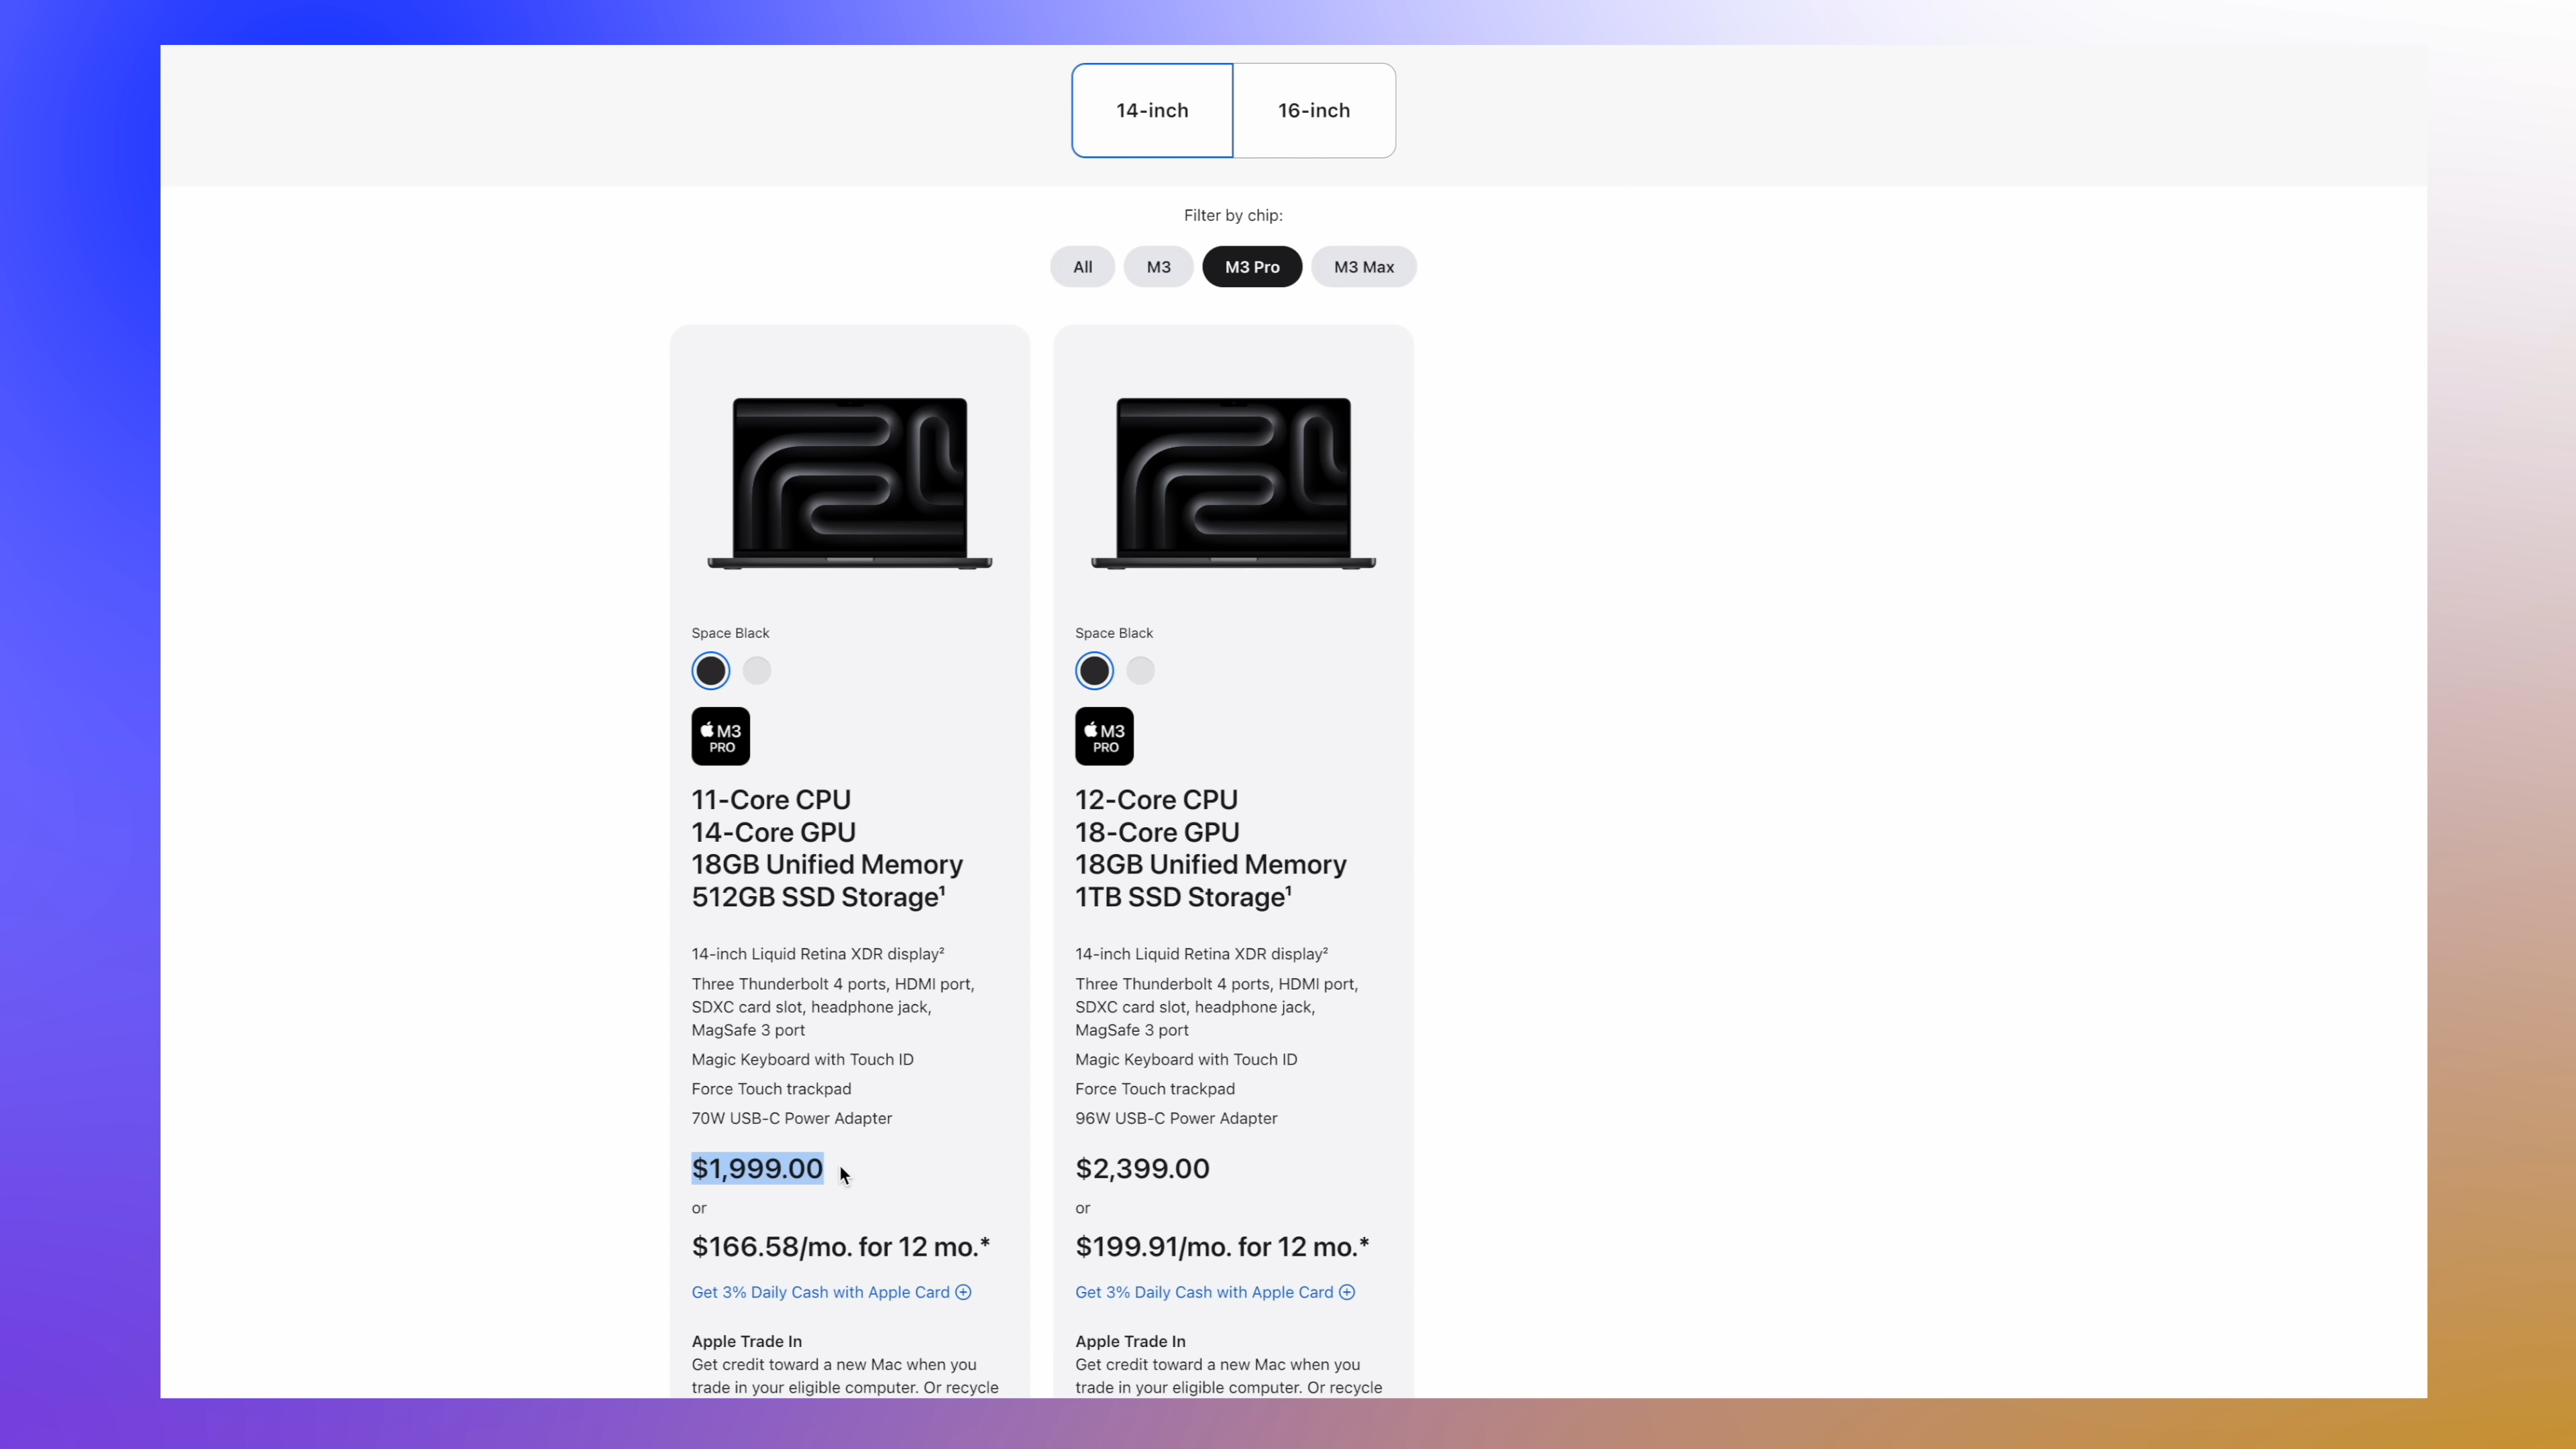 14-inch
16-inch
Filter by chip:
All
M3
M3 Pro
M3 Max
Space Black
M3
PRO
11-Core CPU
14-Core GPU
18GB Unified Memory
512GB SSD Storage¹
14-inch Liquid Retina XDR display²
Three Thunderbolt 4 ports, HDMI port,
SDXC card slot, headphone jack,
MagSafe 3 port
Magic Keyboard with Touch ID
Force Touch trackpad
70W USB-C Power Adapter
$1,999.00
or
$166.58/mo. for 12 mo.*
Get 3% Daily Cash with Apple Card
Apple Trade In
Get credit toward a new Mac when you
trade in your eligible computer. Or recycle
Space Black
M3
PRO
12-Core CPU
18-Core GPU
18GB Unified Memory
1TB SSD Storage¹
14-inch Liquid Retina XDR display²
Three Thunderbolt 4 ports, HDMI port,
SDXC card slot, headphone jack,
MagSafe 3 port
Magic Keyboard with Touch ID
Force Touch trackpad
96W USB-C Power Adapter
$2,399.00
or
$199.91/mo. for 12 mo.*
Get 3% Daily Cash with Apple Card
Apple Trade In
Get credit toward a new Mac when you
trade in your eligible computer. Or recycle